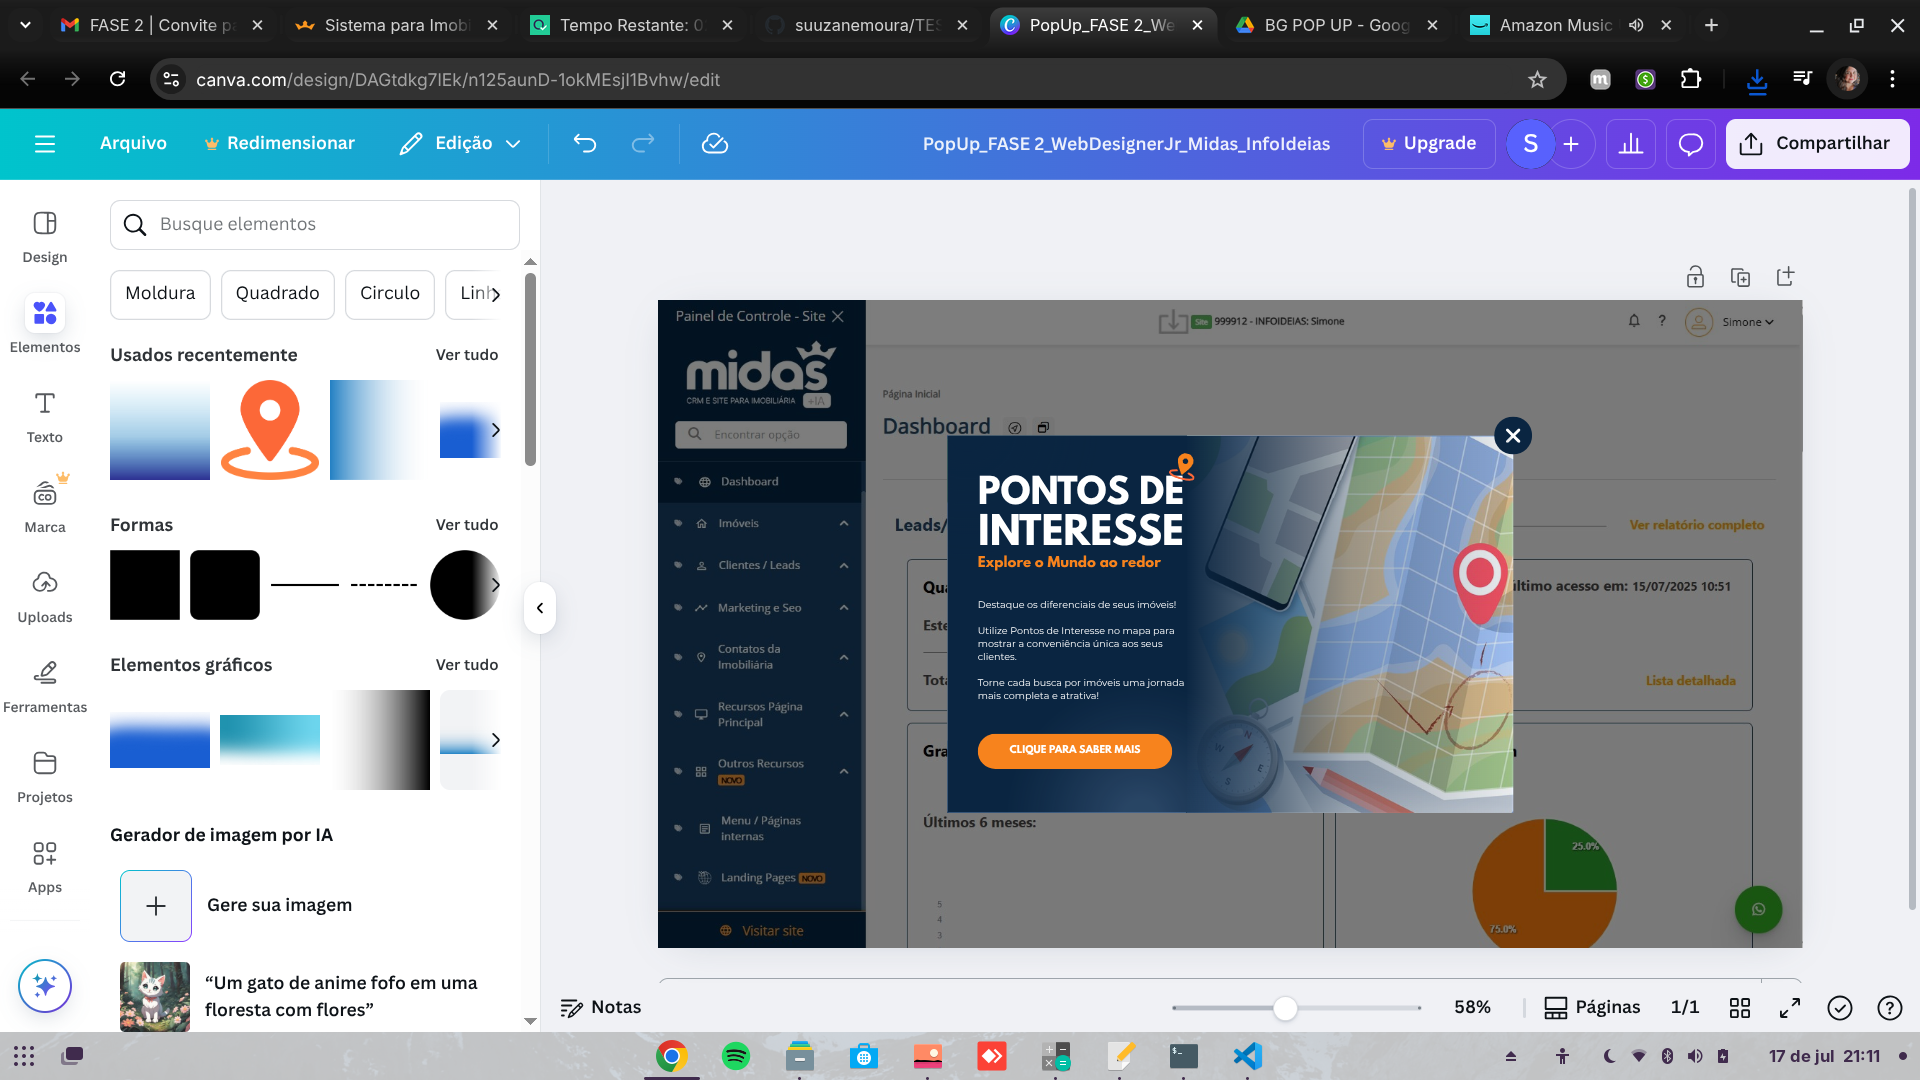 FASE 2 | Convite p
Sistema para Imobi
Tempo Restante: 0
suuzanemoura/TES
PopUp_FASE 2_We
BG POP UP - Goog
Amazon Music
canva.com/design/DAGtdkg7lEk/n125aunD-1okMEsjI1Bvhw/edit
Arquivo
Redimensionar
Edição
PopUp_FASE 2_WebDesignerJr_Midas_InfoIdeias
Upgrade
S
Compartilhar
Design
Elementos
Texto
Marca
Uploads
Ferramentas
Projetos
Apps
Busque elementos
Moldura
Quadrado
Circulo
Linh
Usados recentemente
Ver tudo
Formas
Ver tudo
Elementos gráficos
Ver tudo
Gerador de imagem por IA
Gere sua imagem
“Um gato de anime fofo em uma
floresta com flores”
Painel de Controle - Site
midas
CRM E SITE PARA IMOBILIÁRIA +IA
Encontrar opção
Dashboard
Imóveis
Clientes / Leads
Marketing e Seo
Contatos da
Imobiliária
Recursos Página
Principal
Outros Recursos
NOVO
Menu / Páginas
internas
Landing Pages NOVO
Visitar site
Site 999912 - INFOIDEIAS: Simone
Simone
Página Inicial
Dashboard
Leads/
Ver relatório completo
Qua
último acesso em: 15/07/2025 10:51
Este
Tota
Lista detalhada
Gra
Últimos 6 meses:
5
4
3
25.0%
75.0%
PONTOS DE
INTERESSE
Explore o Mundo ao redor
Destaque os diferenciais de seus imóveis!
Utilize Pontos de Interesse no mapa para
mostrar a conveniência única aos seus
clientes.
Torne cada busca por imóveis uma jornada
mais completa e atrativa!
CLIQUE PARA SABER MAIS
N
W
E
S
Notas
58%
Páginas
1/1
17 de jul 21:11